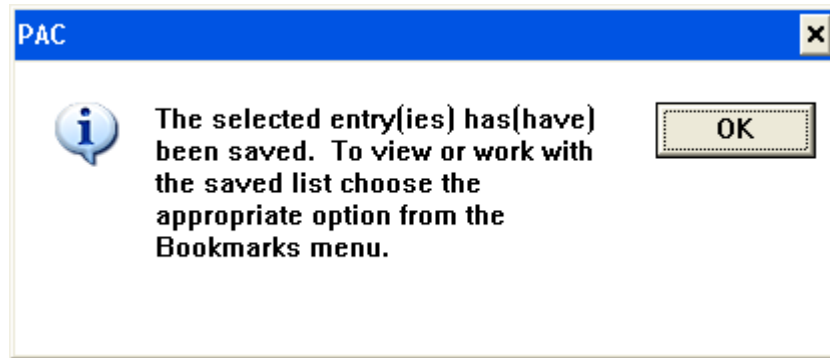 PAC
The selected entry(ies) has(have)
been saved.  To view or work with
the saved list choose the
appropriate option from the
Bookmarks menu.
OK